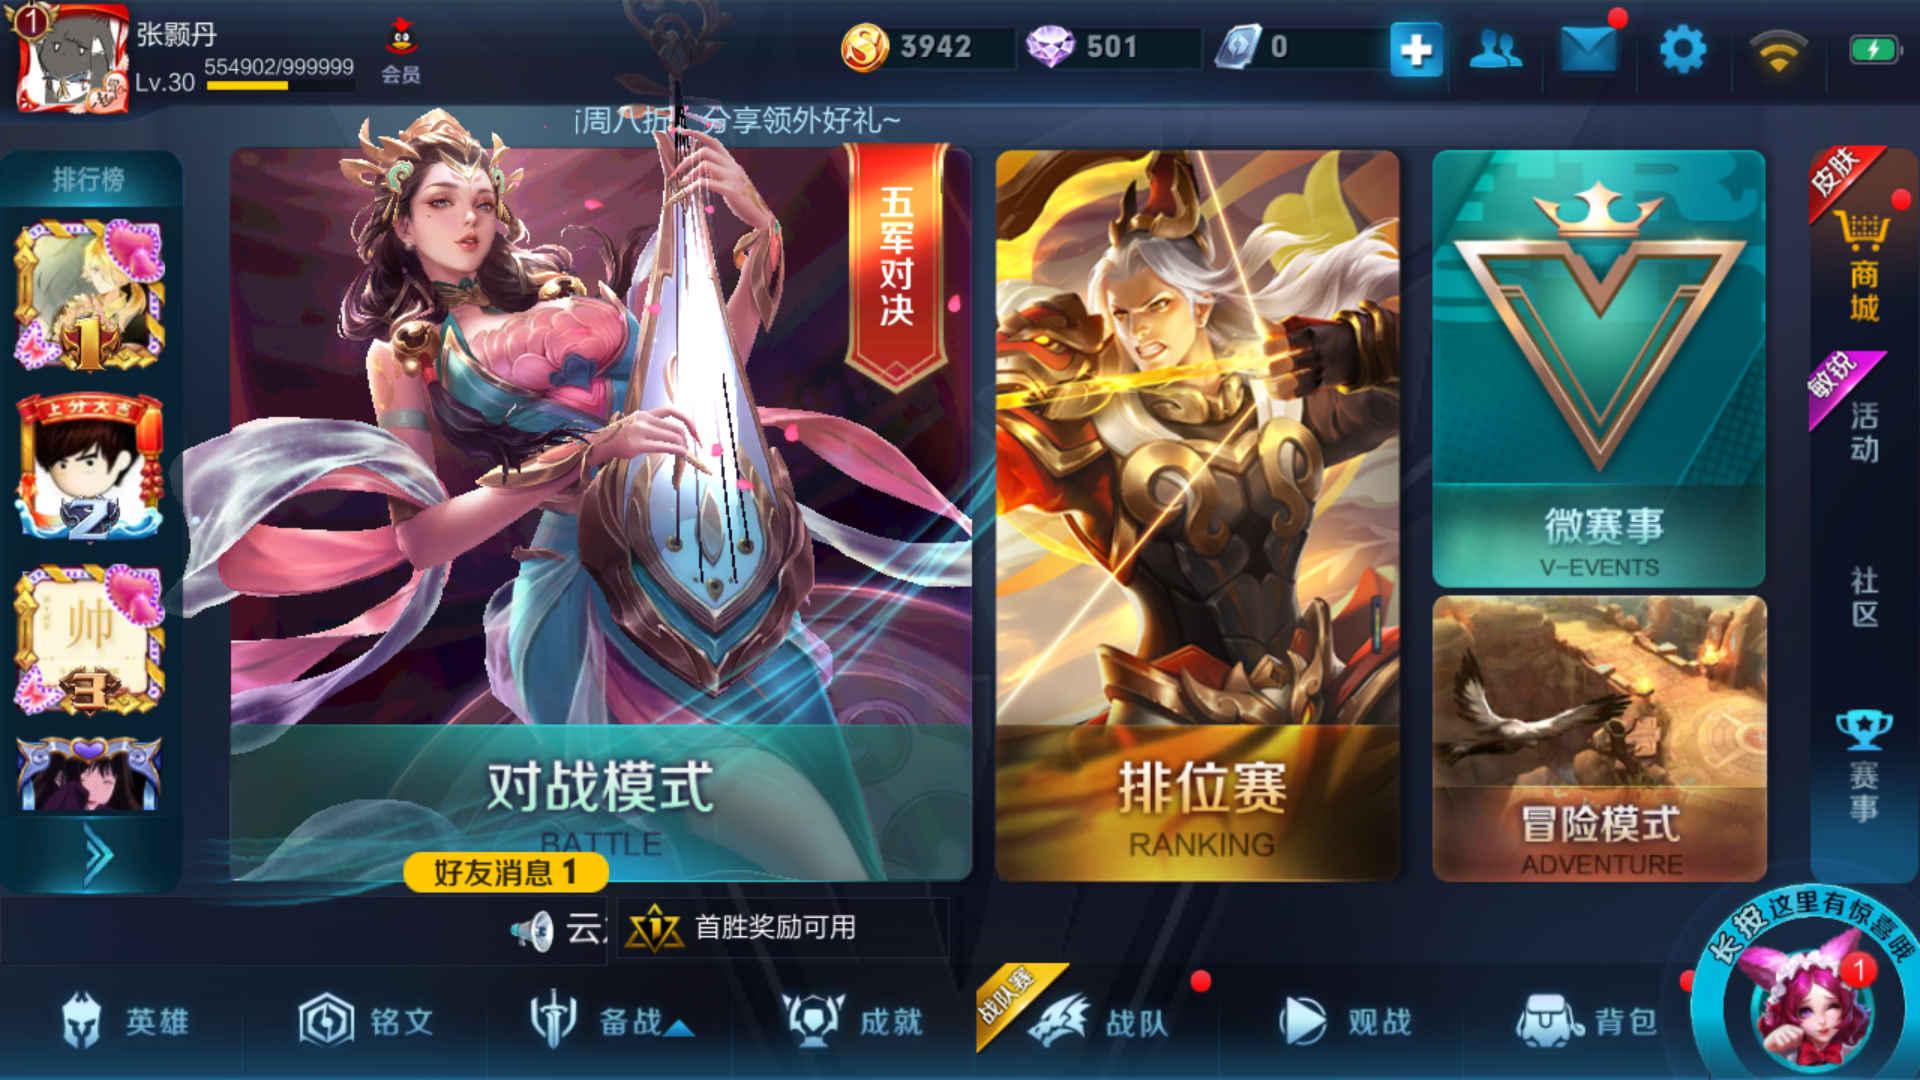 1
张颢丹
Lv.30
554902/999999
会员
3942
501
0
周八折
分享领外好礼~
排行榜
1
上分大吉
2
帅
3
五军对决
对战模式
BATTLE
排位赛
RANKING
微赛事
V-EVENTS
冒险模式
ADVENTURE
皮肤
商城
敏锐
活动
社区
赛事
好友消息 1
云
1
首胜奖励可用
长按这里有惊喜哦
1
英雄
铭文
备战
成就
战队赛
战队
观战
背包